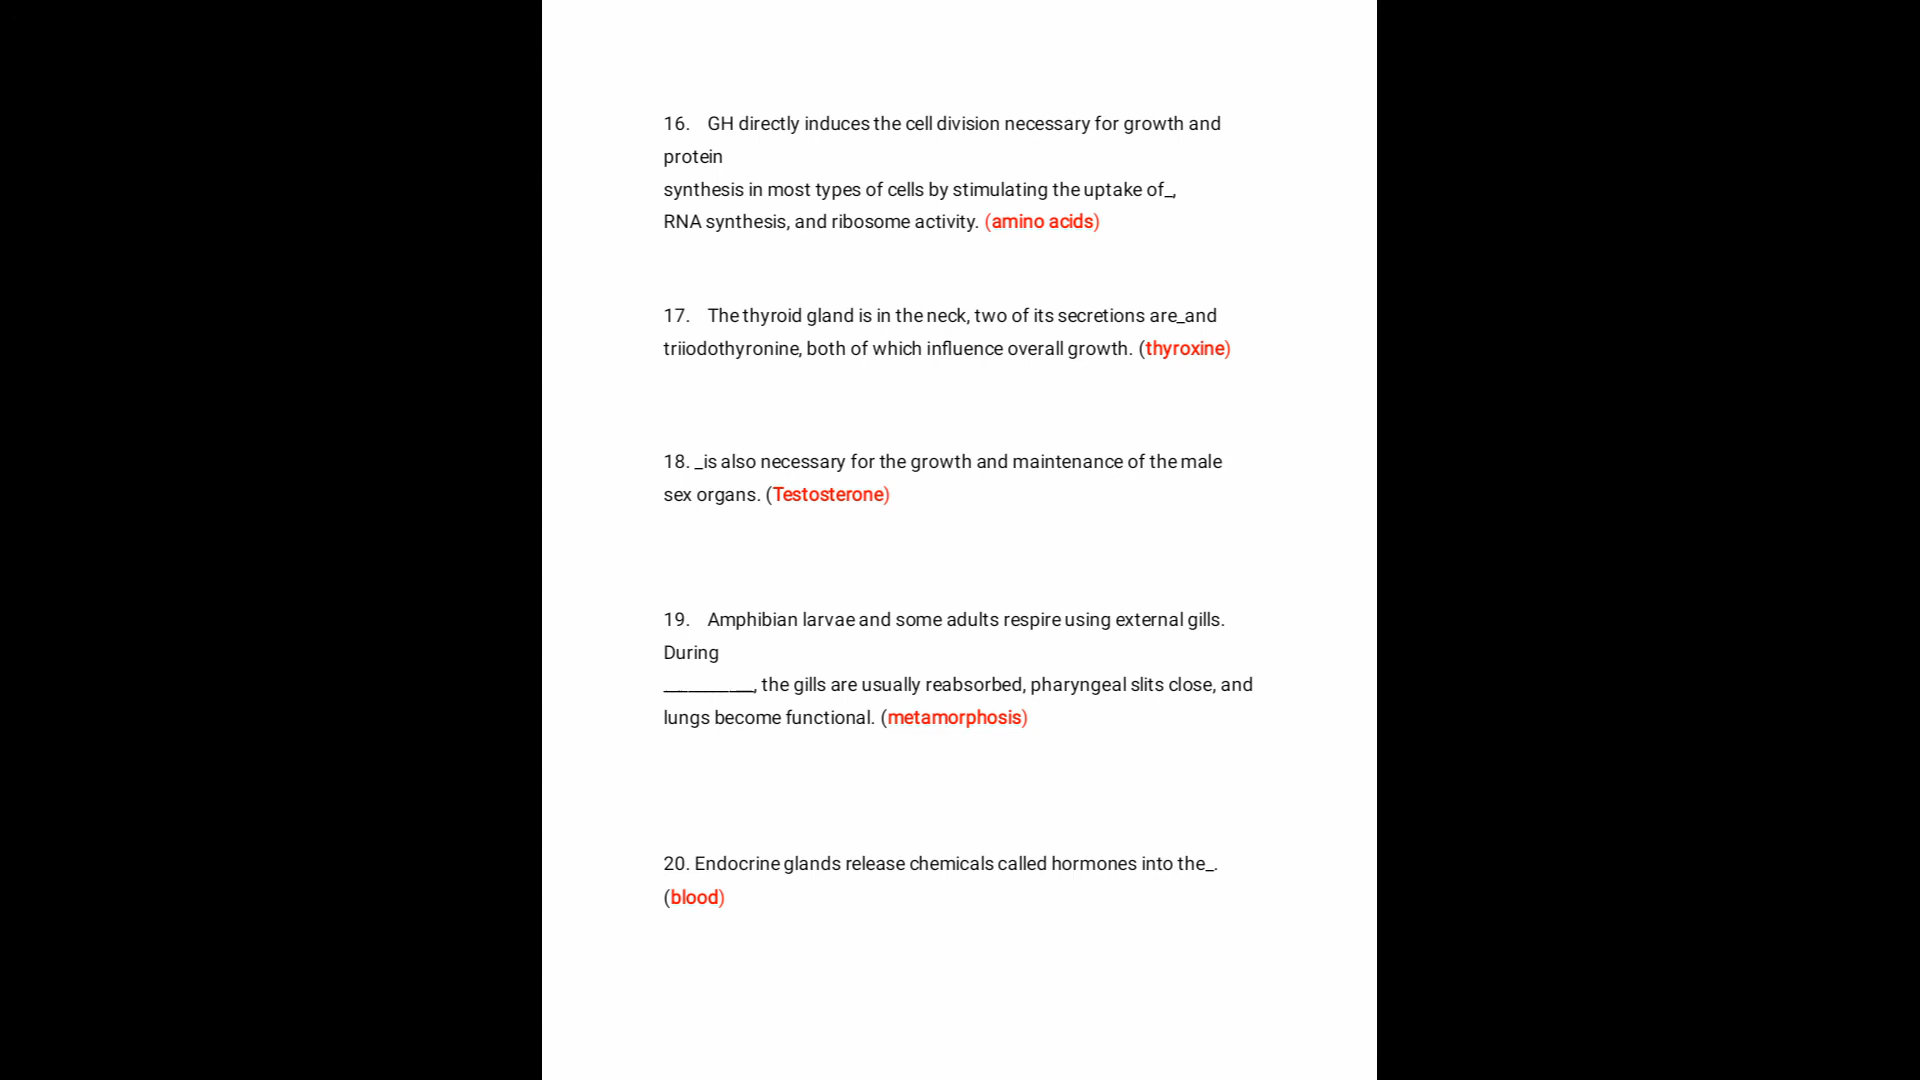 16. GH directly induces the cell division necessary for growth and
protein
synthesis in most types of cells by stimulating the uptake of_,
RNA synthesis, and ribosome activity. (amino acids)
17. The thyroid gland is in the neck, two of its secretions are_and
triiodothyronine, both of which influence overall growth. (thyroxine)
18. _is also necessary for the growth and maintenance of the male
sex organs. (Testosterone)
19. Amphibian larvae and some adults respire using external gills.
During
__________, the gills are usually reabsorbed, pharyngeal slits close, and
lungs become functional. (metamorphosis)
20. Endocrine glands release chemicals called hormones into the_.
(blood)